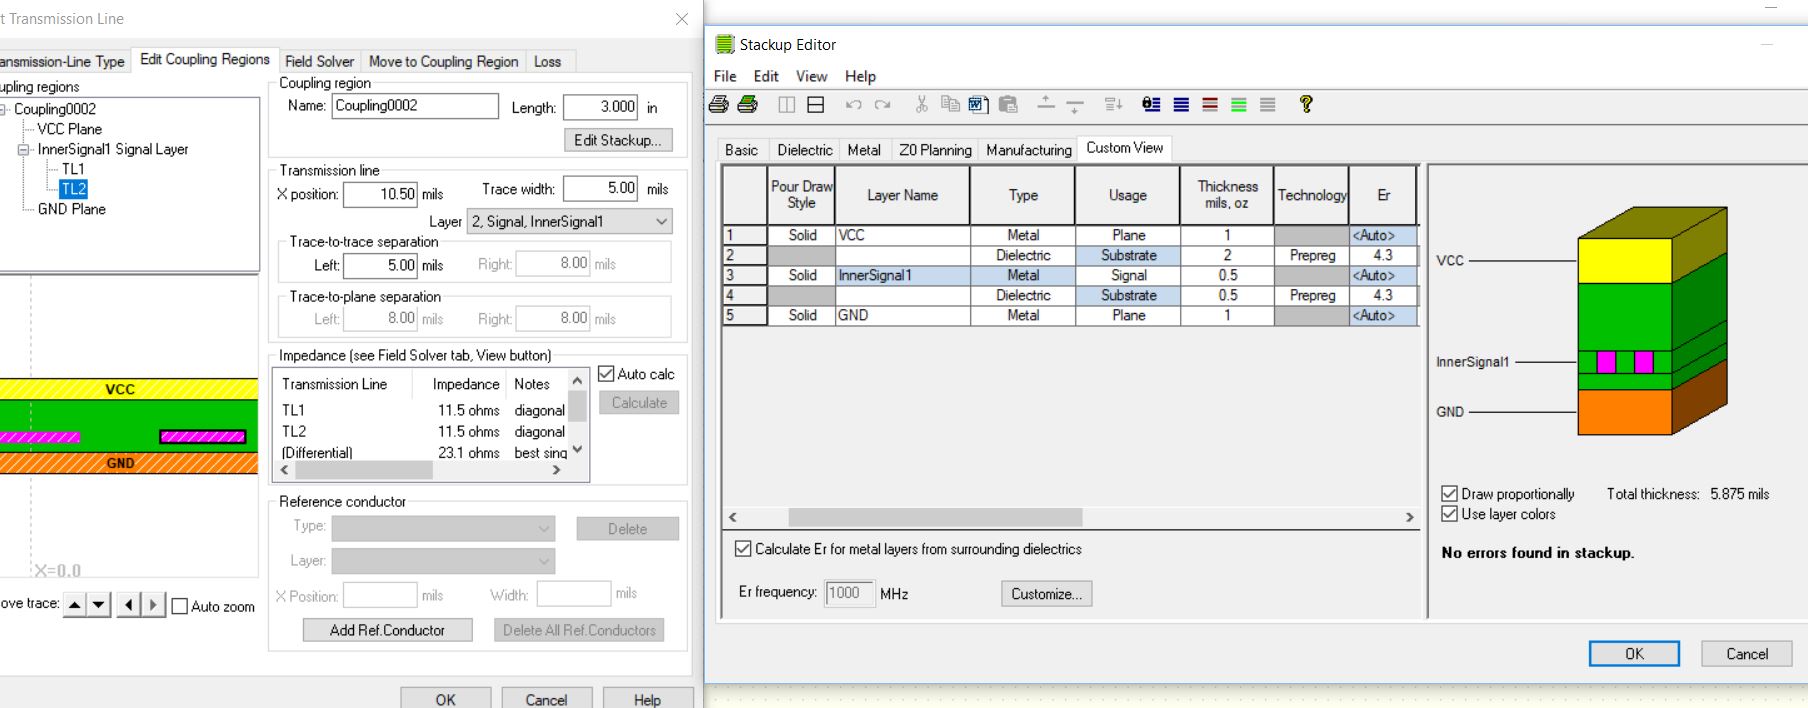 t Transmission Line
ansmission-Line Type Edit Coupling Regions Field Solver Move to Coupling Region Loss
upling regions
Coupling0002
VCC Plane
InnerSignal1 Signal Layer
TL1
TL2
GND Plane
VCC
GND
X=0.0
ove trace: Auto zoom
Coupling region
Name: Coupling0002 Length: 3.000 in
Edit Stackup...
Transmission line
X position: 10.50 mils Trace width: 5.00 mils
Layer 2, Signal, InnerSignal1
Trace-to-trace separation
Left: 5.00 mils Right: 8.00 mils
Trace-to-plane separation
Left: 8.00 mils Right: 8.00 mils
Impedance (see Field Solver tab, View button)
Transmission Line Impedance Notes
TL1 11.5 ohms diagonal
TL2 11.5 ohms diagonal
(Differential) 23.1 ohms best sing
Auto calc
Calculate
Reference conductor
Type: Delete
Layer:
X Position: mils Width: mils
Add Ref.Conductor Delete All Ref.Conductors
OK Cancel Help
Stackup Editor
File Edit View Help
Basic Dielectric Metal Z0 Planning Manufacturing Custom View
Pour Draw Style Layer Name Type Usage Thickness mils, oz Technology Er
1 Solid VCC Metal Plane 1 <Auto>
2 Dielectric Substrate 2 Prepreg 4.3
3 Solid InnerSignal1 Metal Signal 0.5 <Auto>
4 Dielectric Substrate 0.5 Prepreg 4.3
5 Solid GND Metal Plane 1 <Auto>
Calculate Er for metal layers from surrounding dielectrics
Er frequency: 1000 MHz Customize...
VCC
InnerSignal1
GND
Draw proportionally Total thickness: 5.875 mils
Use layer colors
No errors found in stackup.
OK Cancel